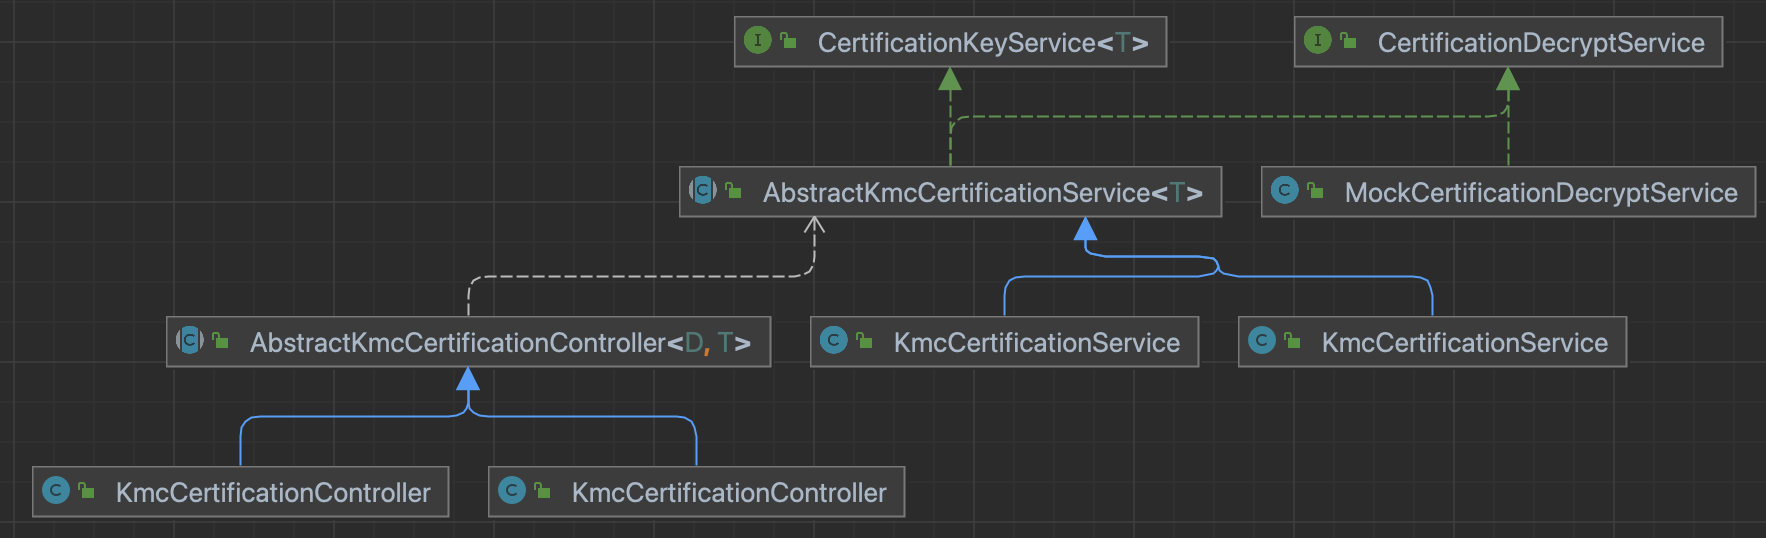 I CertificationKeyService<T>
I CertificationDecryptService
C AbstractKmcCertificationService<T>
C MockCertificationDecryptService
C AbstractKmcCertificationController<D, T>
C KmcCertificationService
C KmcCertificationService
C KmcCertificationController
C KmcCertificationController